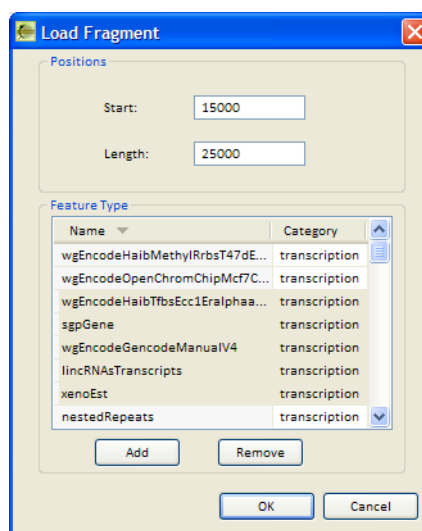 Load Fragment
Positions
Start: 15000
Length: 25000
Feature Type
Name Category
wgEncodeHaibMethylRrbsT47dE... transcription
wgEncodeOpenChromChipMcf7C... transcription
wgEncodeHaibTfbsEcc1Eralphaa... transcription
sgpGene transcription
wgEncodeGencodeManualV4 transcription
lincRNAsTranscripts transcription
xenoEst transcription
nestedRepeats transcription
Add Remove
OK Cancel